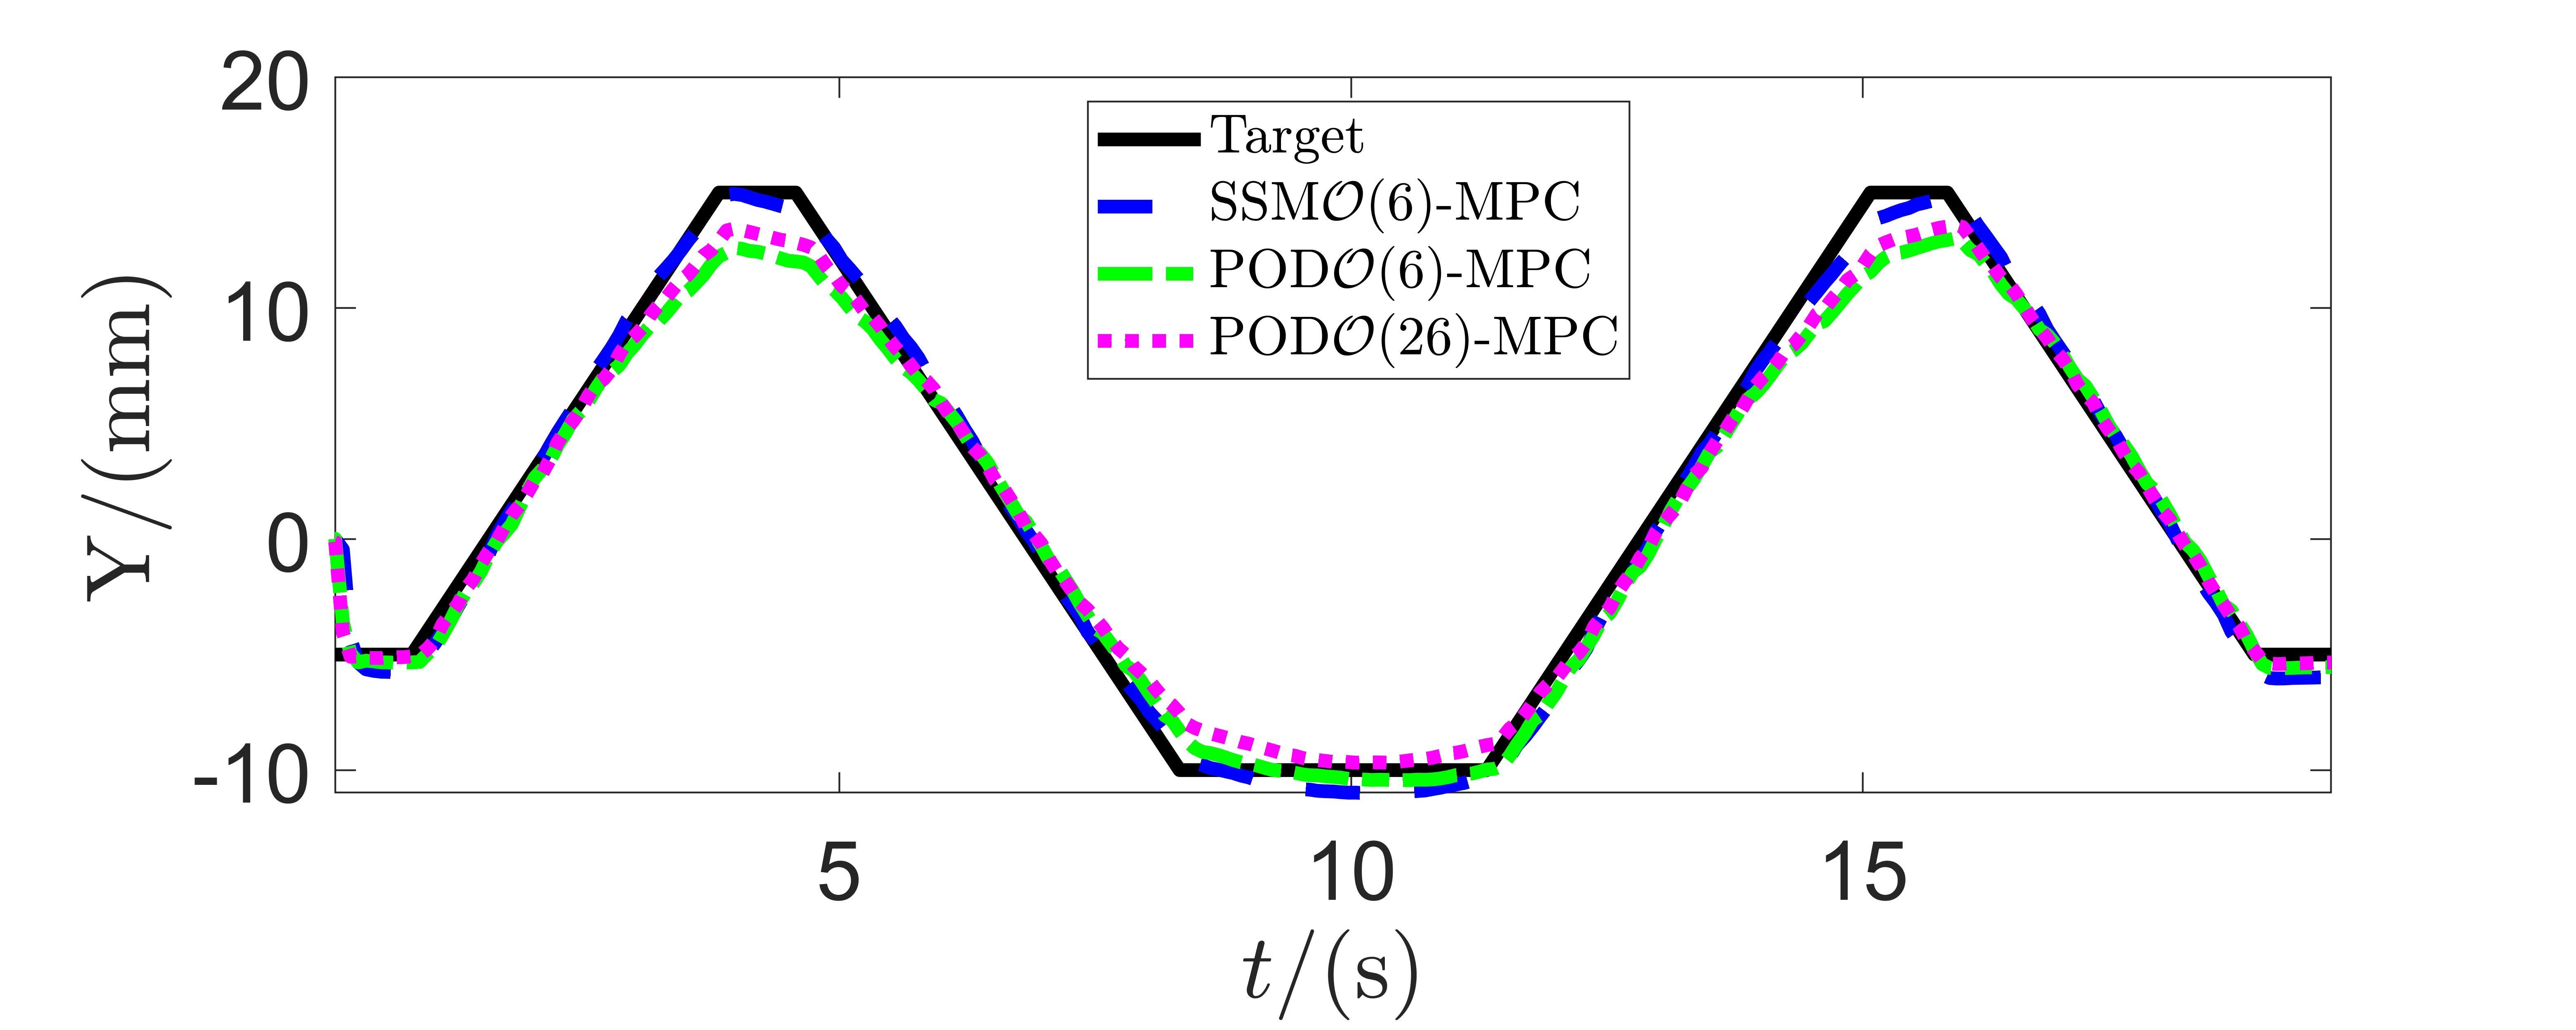 20
10
0
-10
Y/(mm)
Target
SSM𝒪(6)-MPC
POD𝒪(6)-MPC
POD𝒪(26)-MPC
5 10 15
t/(s)